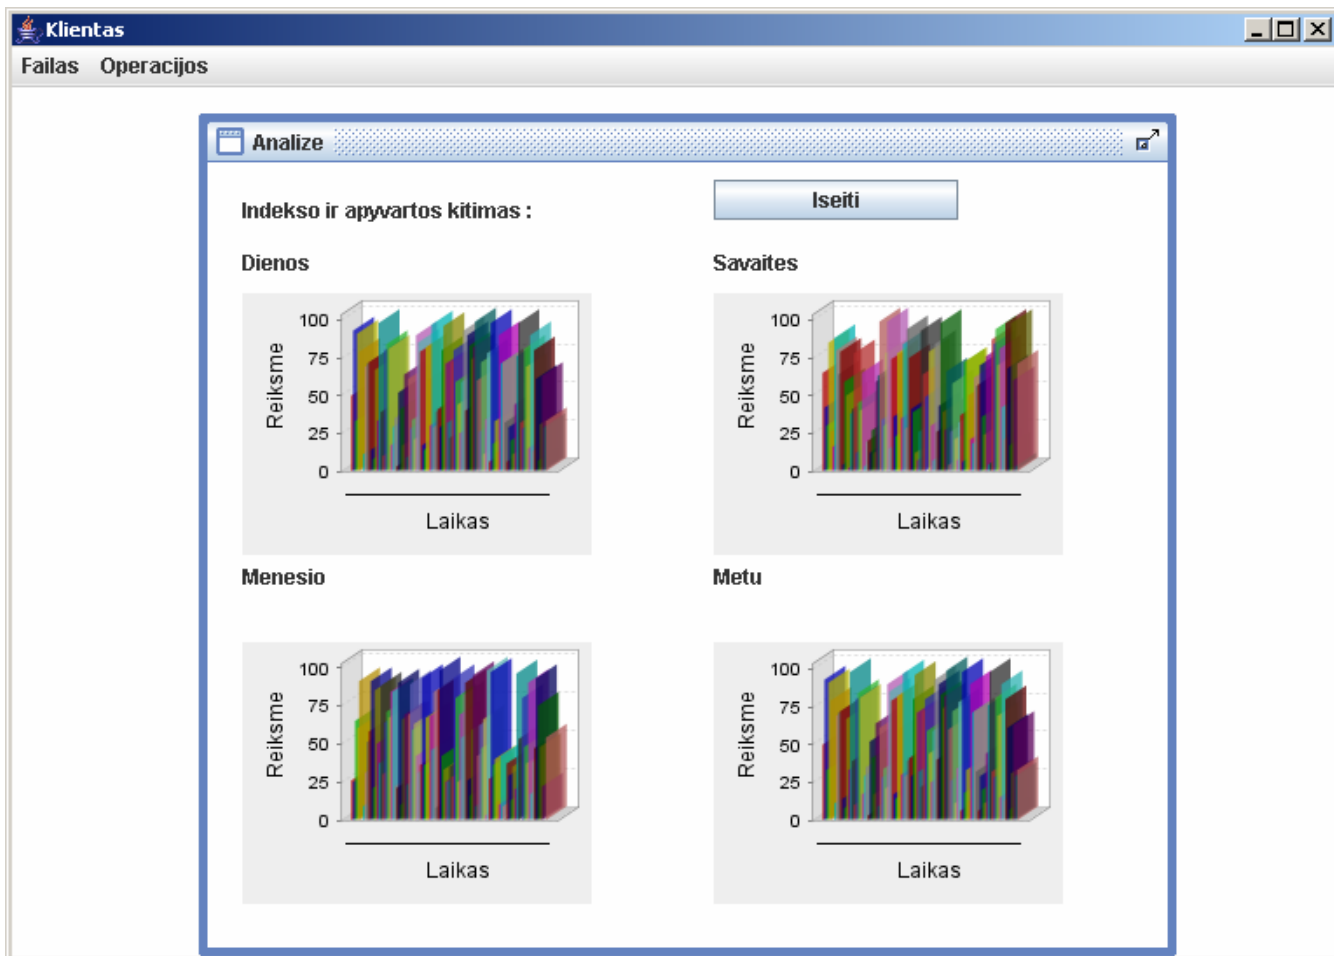 Klientas
Failas Operacijos
Analize
Indekso ir apyvartos kitimas :
Iseiti
Dienos
Savaites
100
75
50
25
0
Reiksme
Laikas
100
75
50
25
0
Reiksme
Laikas
Menesio
Metu
100
75
50
25
0
Reiksme
Laikas
100
75
50
25
0
Reiksme
Laikas